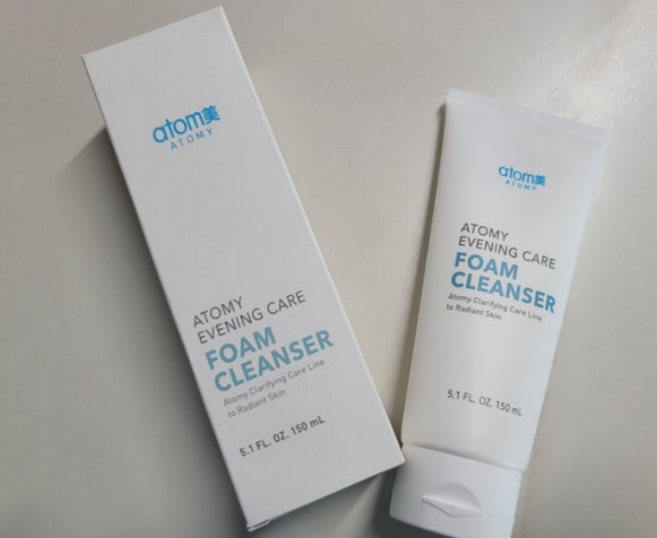 atom美
ATOMY
ATOMY
EVENING CARE
FOAM
CLEANSER
Atomy Clarifying Care Line
to Radiant Skin
5.1 FL. OZ. 150 mL
atom美
ATOMY
ATOMY
EVENING CARE
FOAM
CLEANSER
Atomy Clarifying Care Line
to Radiant Skin
5.1 FL. OZ. 150 mL